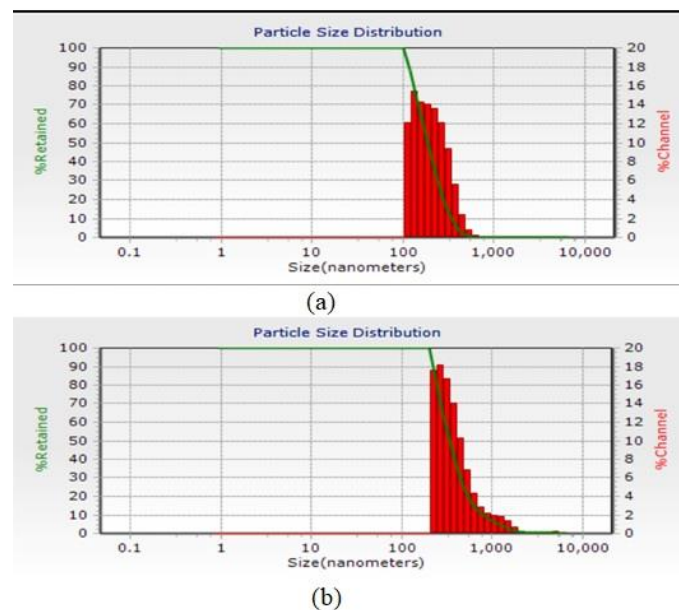 Particle Size Distribution
100 90 80 70 60 50 40 30 20 10 0
%Retained
20 18 16 14 12 10 8 6 4 2 0
%Channel
0.1 1 10 100 1,000 10,000
Size(nanometers)
(a)
Particle Size Distribution
100 90 80 70 60 50 40 30 20 10 0
%Retained
20 18 16 14 12 10 8 6 4 2 0
%Channel
0.1 1 10 100 1,000 10,000
Size(nanometers)
(b)